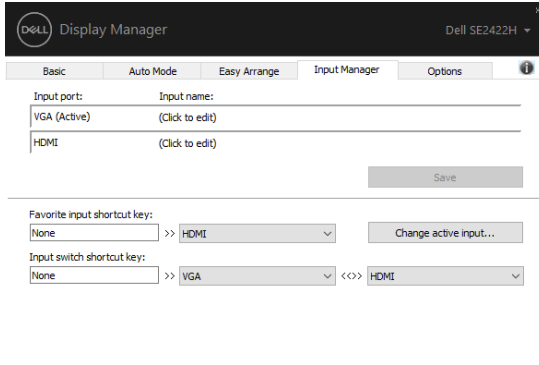 DELL Display Manager Dell SE2422H
Basic Auto Mode Easy Arrange Input Manager Options
Input port: Input name:
VGA (Active) (Click to edit)
HDMI (Click to edit)
Save
Favorite input shortcut key:
None >> HDMI Change active input...
Input switch shortcut key:
None >> VGA <<>> HDMI